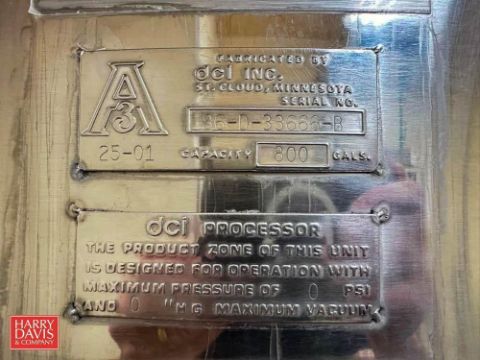 FABRICATED BY
dci INC.
ST. CLOUD, MINNESOTA
SERIAL NO.
A
3
86-D-33686-B
25-01 CAPACITY 800 GALS.
dci PROCESSOR
THE PRODUCT ZONE OF THIS UNIT
IS DESIGNED FOR OPERATION WITH
MAXIMUM PRESSURE OF 0 PSI
AND 0 "HG MAXIMUM VACUUM
HARRY
DAVIS
& COMPANY